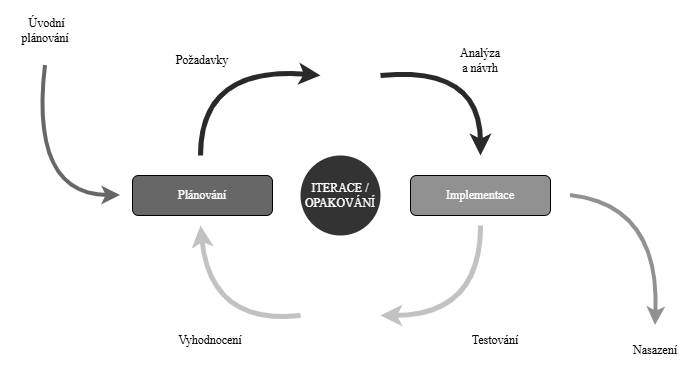 Úvodní
plánování
Požadavky
Analýza
a návrh
Plánování
ITERACE /
OPAKOVÁNÍ
Implementace
Vyhodnocení
Testování
Nasazení